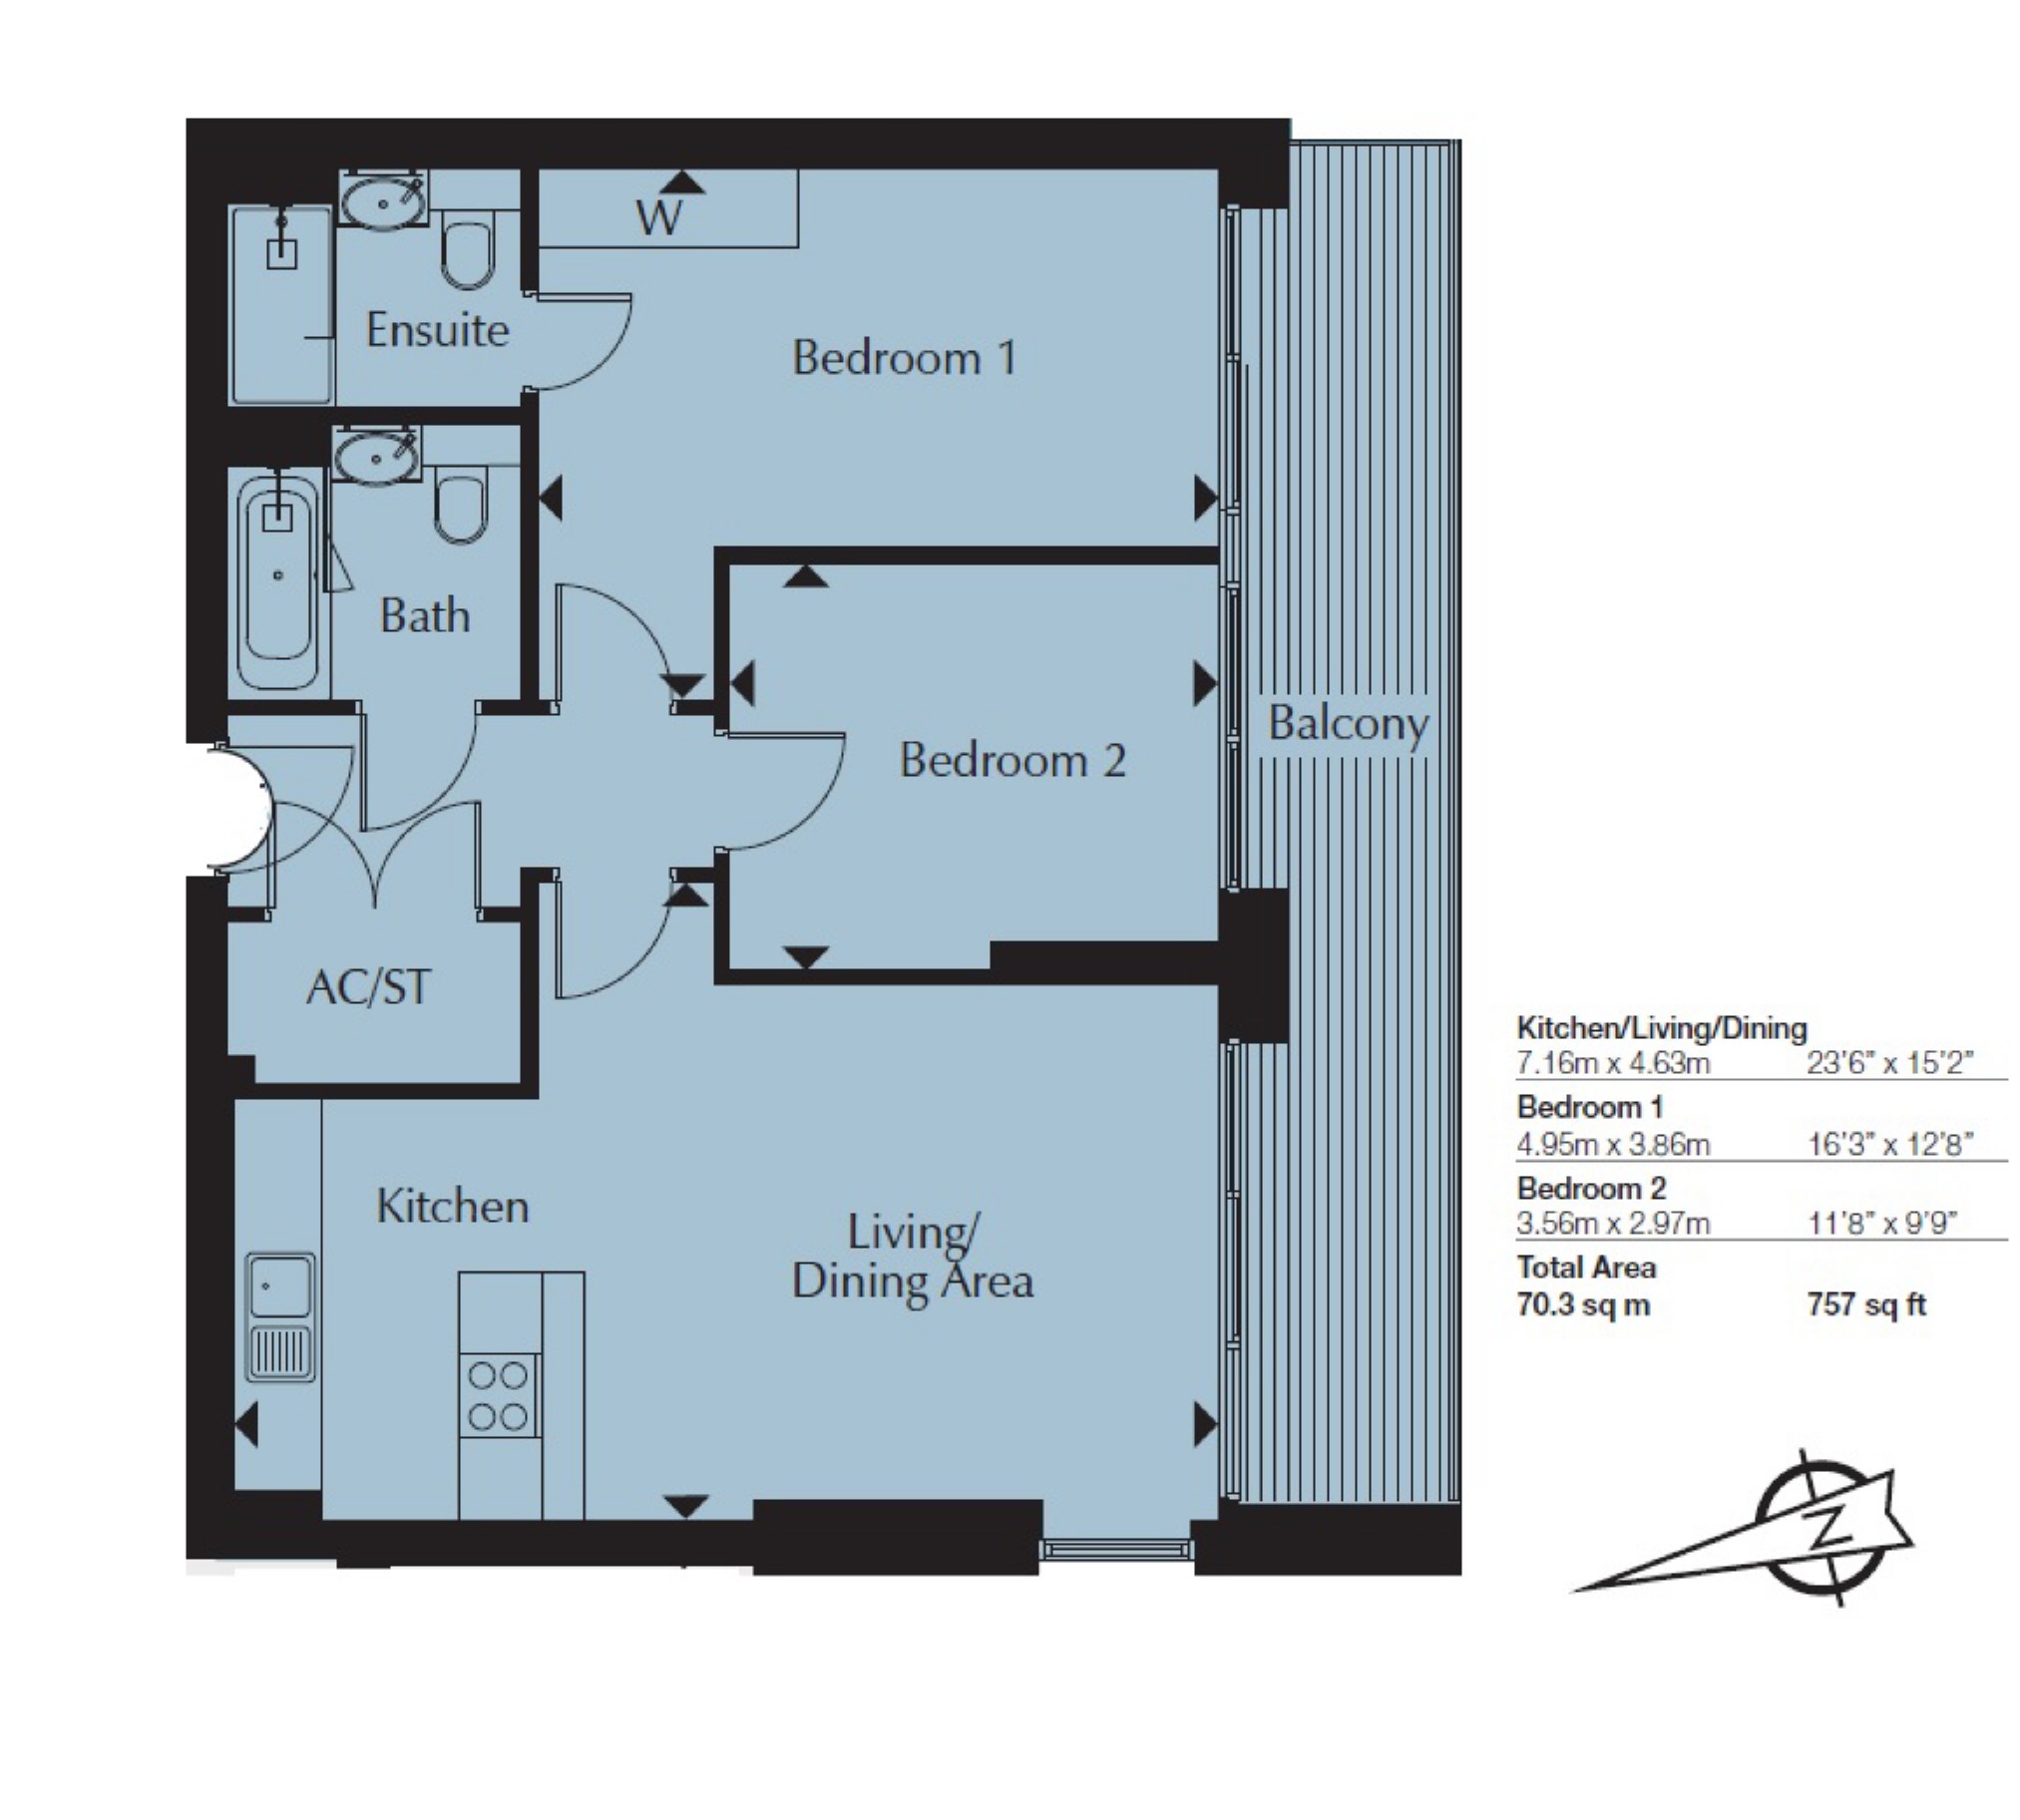 W
Ensuite
Bedroom 1
Bath
Bedroom 2
Balcony
AC/ST
Kitchen
Living/
Dining Area
Kitchen/Living/Dining
7.16m x 4.63m 23'6” x 15'2”
Bedroom 1
4.95m x 3.86m 16'3” x 12'8”
Bedroom 2
3.56m x 2.97m 11'8” x 9'9”
Total Area
70.3 sq m 757 sq ft
N